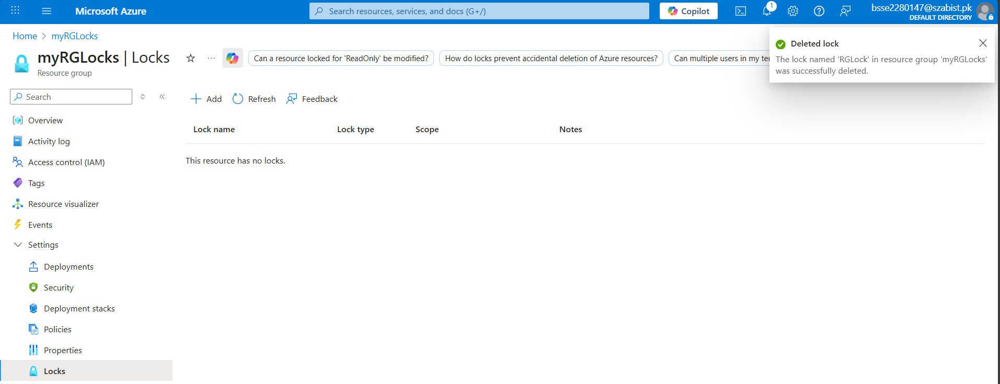 Microsoft Azure
Search resources, services, and docs (G+/)
Copilot
1
bsse2280147@szabist.pk
DEFAULT DIRECTORY
Home > myRGLocks
myRGLocks | Locks
Resource group
Can a resource locked for 'ReadOnly' be modified?
How do locks prevent accidental deletion of Azure resources?
Can multiple users in my te
Deleted lock
The lock named 'RGLock' in resource group 'myRGLocks'
was successfully deleted.
Search
Add
Refresh
Feedback
Overview
Activity log
Access control (IAM)
Tags
Resource visualizer
Events
Settings
Deployments
Security
Deployment stacks
Policies
Properties
Locks
Lock name
Lock type
Scope
Notes
This resource has no locks.